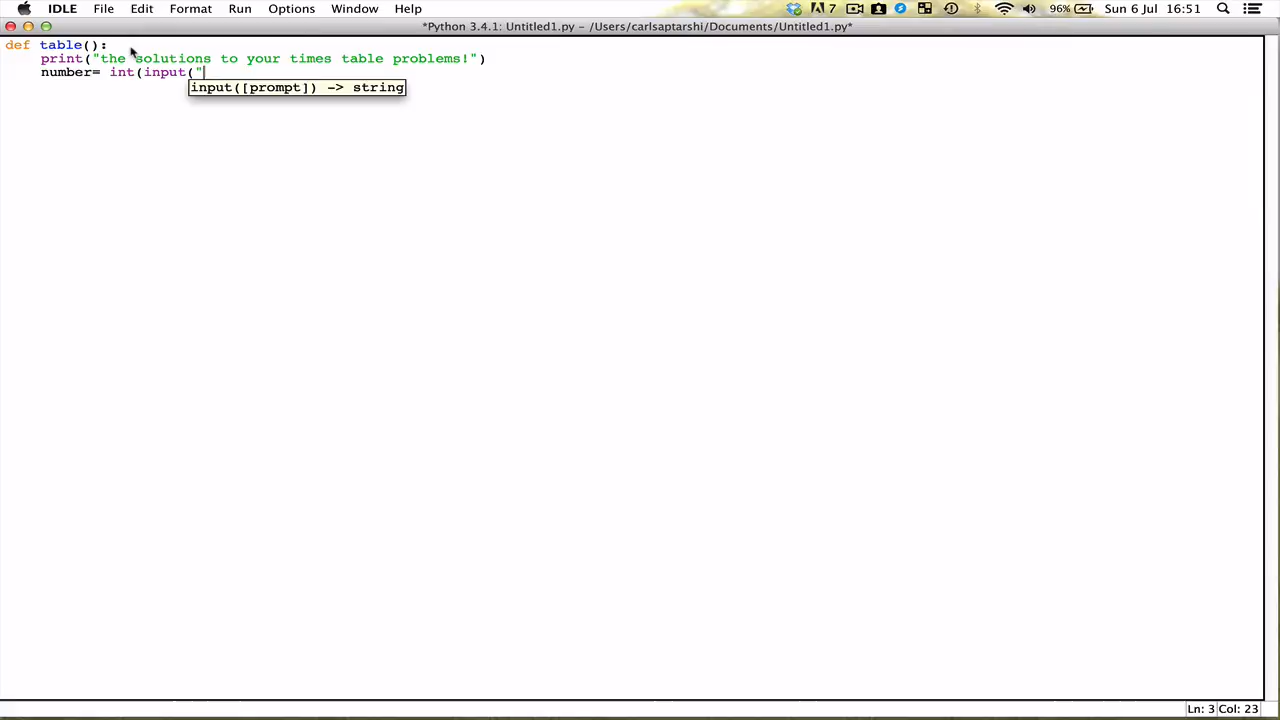 IDLE File Edit Format Run Options Window Help 7 96% Sun 6 Jul 16:51
*Python 3.4.1: Untitled1.py - /Users/carlsaptarshi/Documents/Untitled1.py*
def table():
print("the solutions to your times table problems!")
number= int(input("
input([prompt]) -> string
Ln: 3 Col: 23